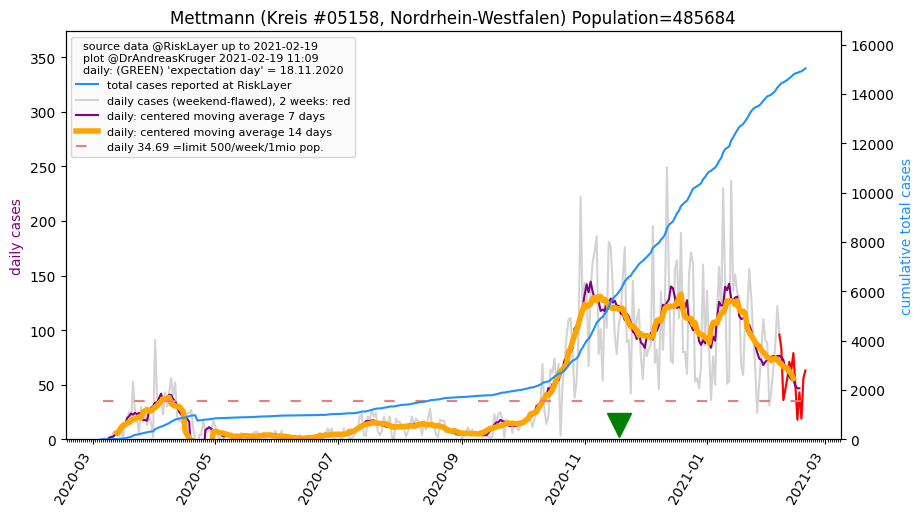 Mettmann (Kreis #05158, Nordrhein-Westfalen) Population=485684
source data @RiskLayer up to 2021-02-19
plot @DrAndreasKruger 2021-02-19 11:09
daily: (GREEN) 'expectation day' = 18.11.2020
total cases reported at RiskLayer
daily cases (weekend-flawed), 2 weeks: red
daily: centered moving average 7 days
daily: centered moving average 14 days
daily 34.69 =limit 500/week/1mio pop.
daily cases
350
300
250
200
150
100
50
0
cumulative total cases
16000
14000
12000
10000
8000
6000
4000
2000
0
2020-03
2020-05
2020-07
2020-09
2020-11
2021-01
2021-03